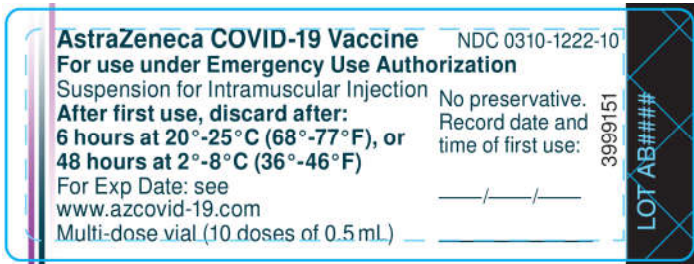 AstraZeneca COVID-19 Vaccine NDC 0310-1222-10
For use under Emergency Use Authorization
Suspension for Intramuscular Injection
After first use, discard after:
6 hours at 20°-25°C (68°-77°F), or
48 hours at 2°-8°C (36°-46°F)
For Exp Date: see
www.azcovid-19.com
Multi-dose vial (10 doses of 0.5 mL)
No preservative.
Record date and
time of first use:
___/___/___
3999151
LOT AB####